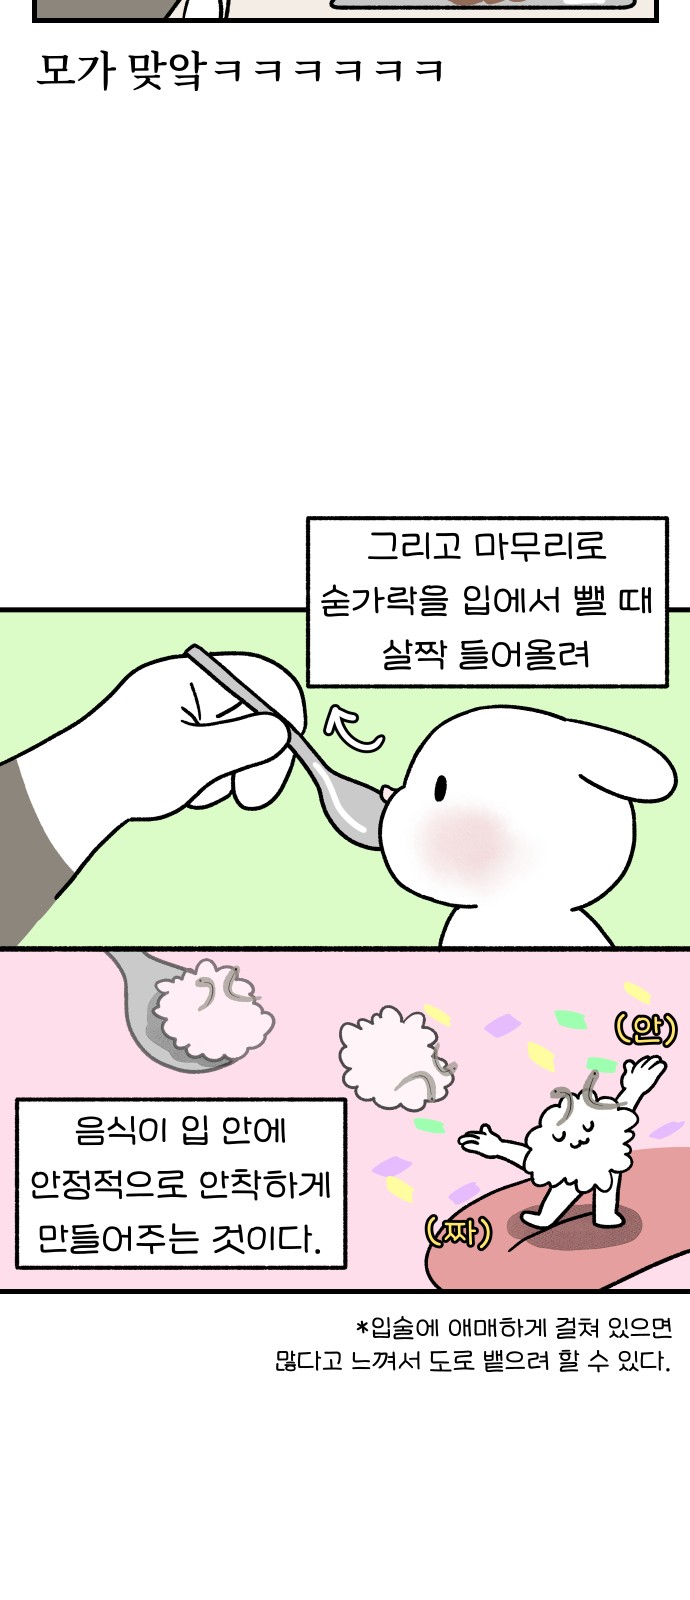 모가 맞앜ㅋㅋㅋㅋㅋㅋ
그리고 마무리로
숟가락을 입에서 뺄 때
살짝 들어올려
(안)
음식이 입 안에
안정적으로 안착하게
만들어주는 것이다.
(짜)
*입술에 애매하게 걸쳐 있으면
많다고 느껴서 도로 뱉으려 할 수 있다.